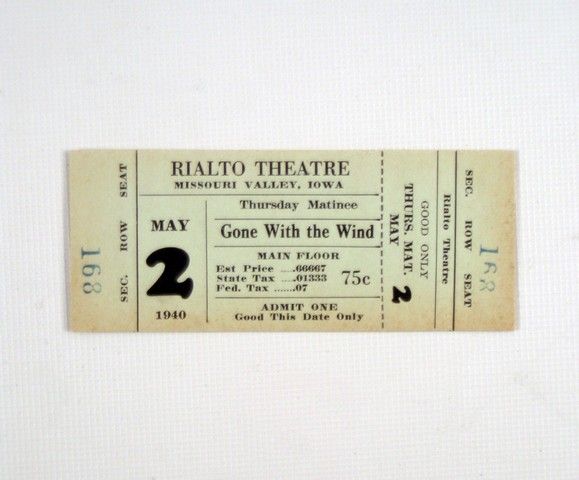 SEC. ROW SEAT
168
RIALTO THEATRE
MISSOURI VALLEY, IOWA
MAY
2
1940
Thursday Matinee
Gone With the Wind
MAIN FLOOR
Est Price ....66667
State Tax ....01333
Fed. Tax ......07
75c
ADMIT ONE
Good This Date Only
MAY 2
THURS. MAT.
GOOD ONLY
Rialto Theatre
SEC. ROW SEAT
168